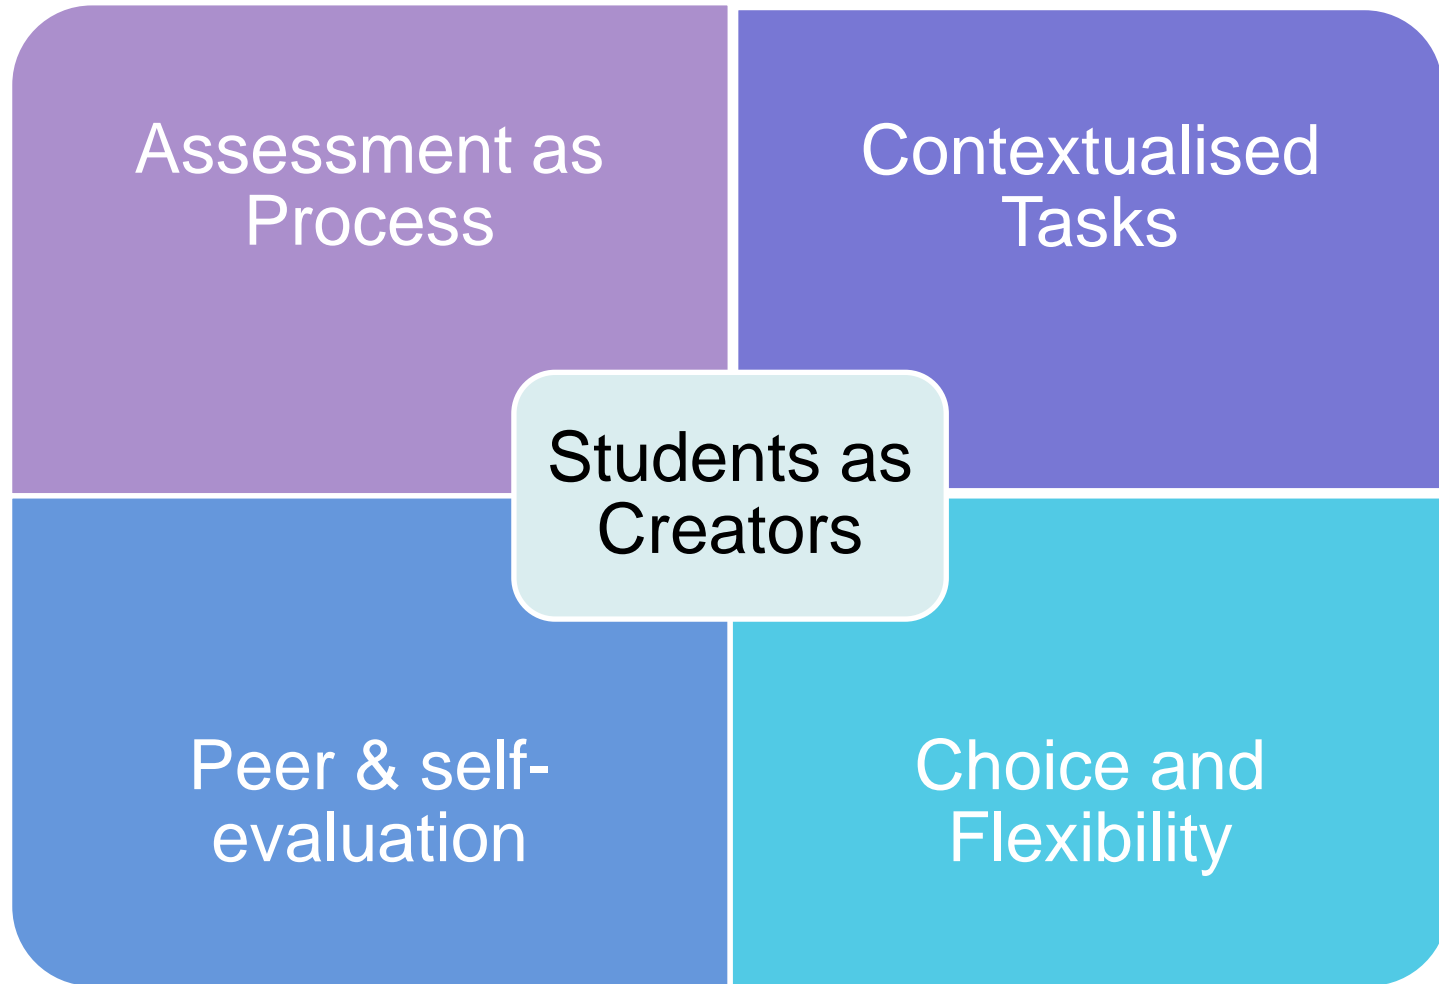 Assessment as
Process
Contextualised
Tasks
Students as
Creators
Peer & self-
evaluation
Choice and
Flexibility